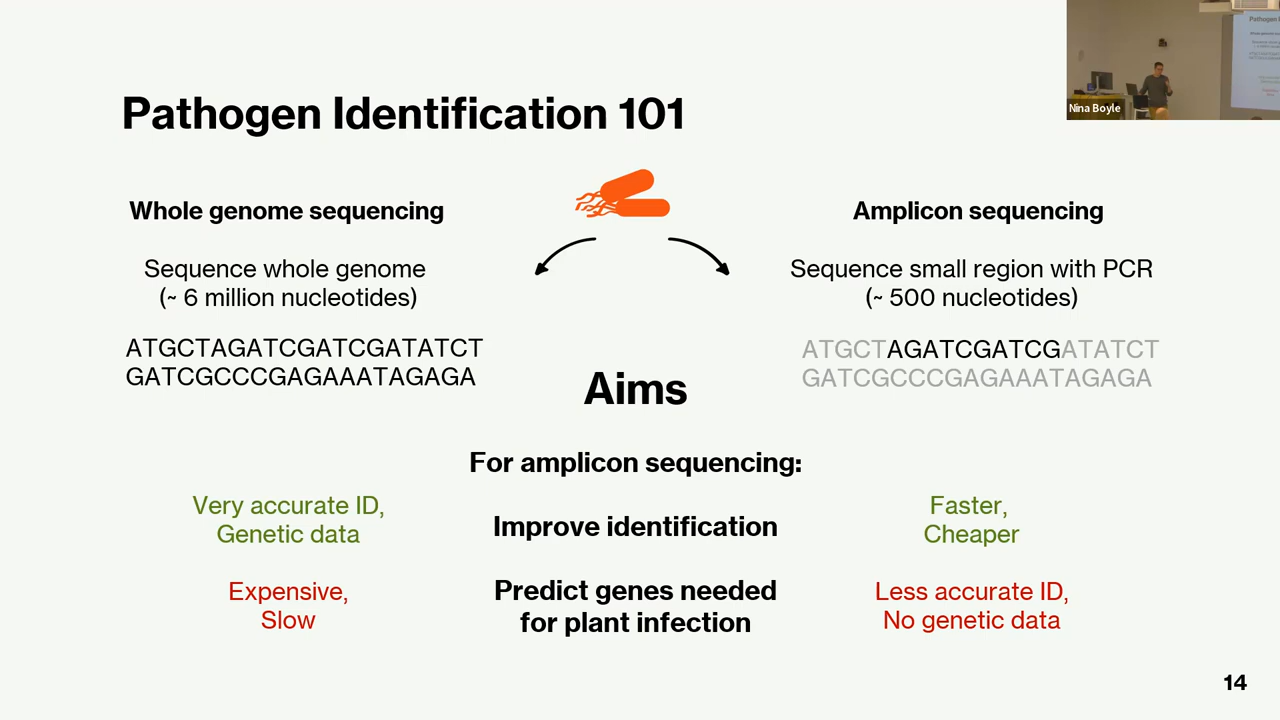 Pathogen Identification 101
Nina Boyle
Whole genome sequencing
Sequence whole genome
(~ 6 million nucleotides)
ATGCTAGATCGATCGATATCT
GATCGCCCGAGAAATAGAGA
Very accurate ID,
Genetic data
Expensive,
Slow
Aims
For amplicon sequencing:
Improve identification
Predict genes needed
for plant infection
Amplicon sequencing
Sequence small region with PCR
(~ 500 nucleotides)
ATGCTAGATCGATCGATATCT
GATCGCCCGAGAAATAGAGA
Faster,
Cheaper
Less accurate ID,
No genetic data
14